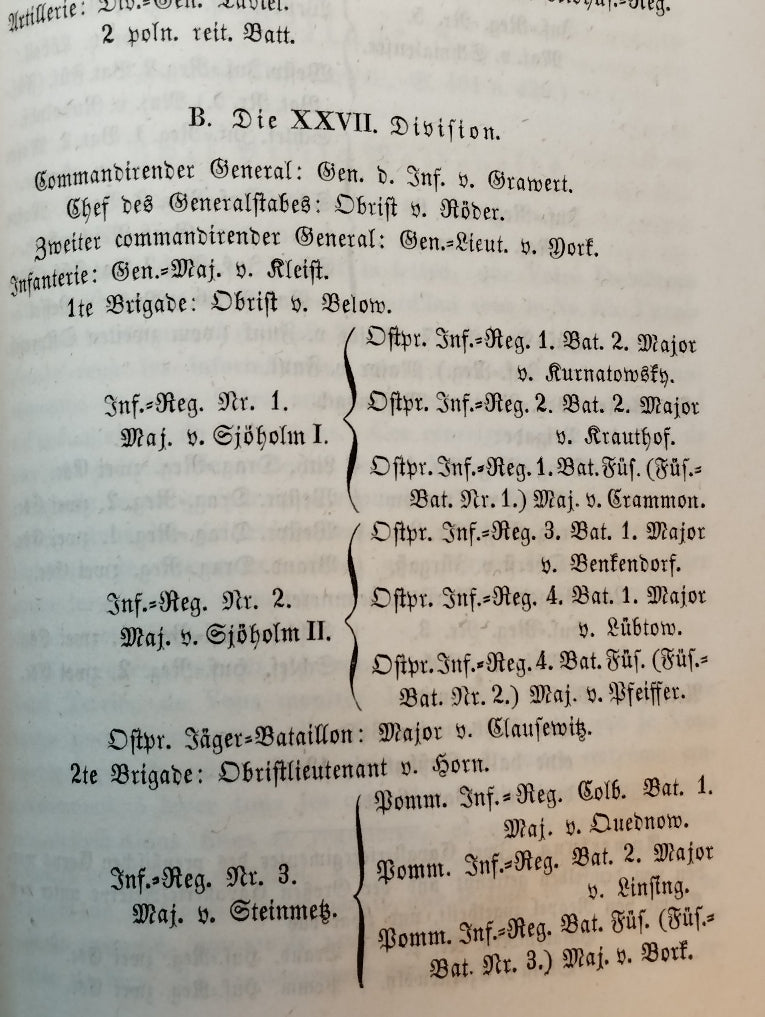 Artillerie: Div.-Gen.
2 poln. reit. Batt.
B. Die XXVII. Division.
Commandirender General: Gen. d. Inf. v. Grawert.
Chef des Generalstabes: Obrist v. Röder.
Zweiter commandirender General: Gen.-Lieut. v. York.
Infanterie: Gen.-Maj. v. Kleist.
1te Brigade: Obrist v. Below.
Inf.-Reg. Nr. 1.
Maj. v. Sjöholm I.
Ostpr. Inf.-Reg. 1. Bat. 2. Major
v. Kurnatowsky.
Ostpr. Inf.-Reg. 2. Bat. 2. Major
v. Krauthof.
Ostpr. Inf.-Reg. 1. Bat. Füs. (Füs.-
Bat. Nr. 1.) Maj. v. Crammon.
Inf.-Reg. Nr. 2.
Maj. v. Sjöholm II.
Ostpr. Inf.-Reg. 3. Bat. 1. Major
v. Benkendorf.
Ostpr. Inf.-Reg. 4. Bat. 1. Major
v. Lübtow.
Ostpr. Inf.-Reg. 4. Bat. Füs. (Füs.-
Bat. Nr. 2.) Maj. v. Pfeiffer.
Ostpr. Jäger-Bataillon: Major v. Clausewitz.
2te Brigade: Obristlieutenant v. Horn.
Inf.-Reg. Nr. 3.
Maj. v. Steinmetz.
Pomm. Inf.-Reg. Colb. Bat. 1.
Maj. v. Quednow.
Pomm. Inf.-Reg. Bat. 2. Major
v. Linsing.
Pomm. Inf.-Reg. Bat. Füs. (Füs.-
Bat. Nr. 3.) Maj. v. Bork.